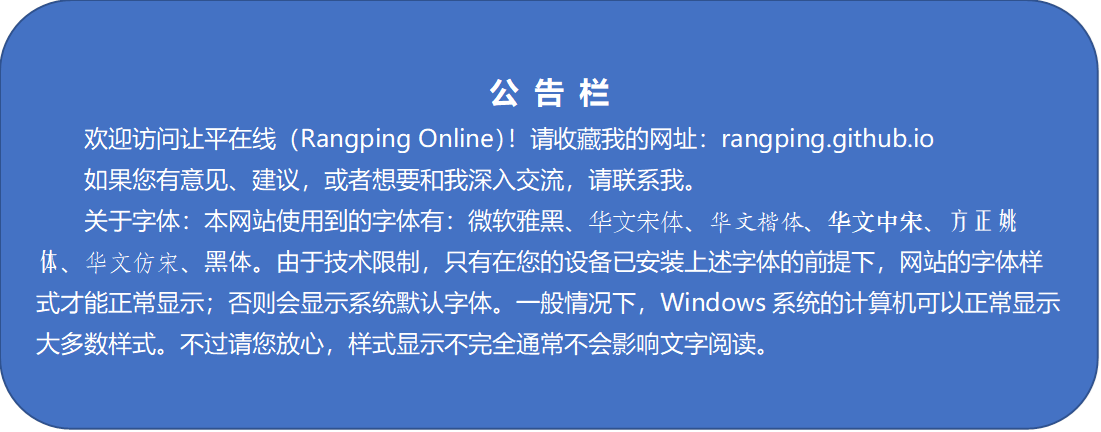 公 告 栏
欢迎访问让平在线（Rangping Online）！请收藏我的网址：rangping.github.io
如果您有意见、建议，或者想要和我深入交流，请联系我。
关于字体：本网站使用到的字体有：微软雅黑、华文宋体、华文楷体、华文中宋、方正姚
体、华文仿宋、黑体。由于技术限制，只有在您的设备已安装上述字体的前提下，网站的字体样
式才能正常显示；否则会显示系统默认字体。一般情况下，Windows 系统的计算机可以正常显示
大多数样式。不过请您放心，样式显示不完全通常不会影响文字阅读。